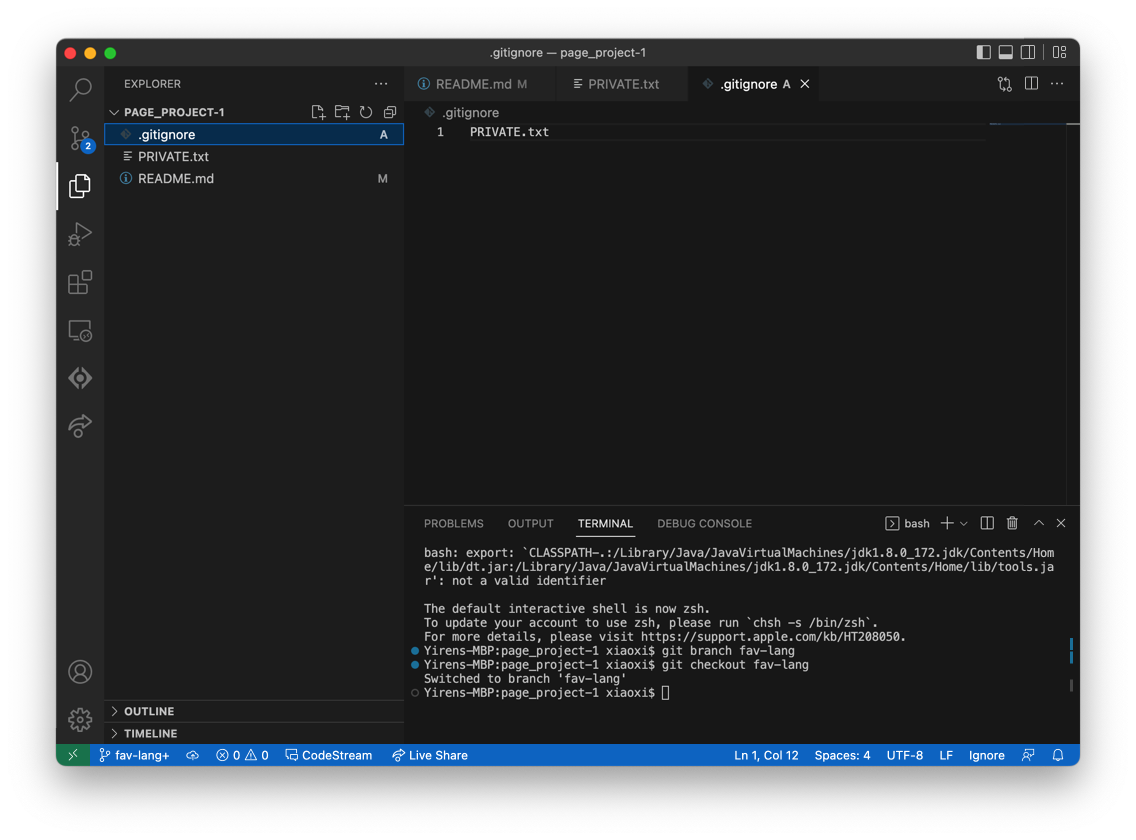 .gitignore — page_project-1
EXPLORER
README.md M
PRIVATE.txt
.gitignore A
PAGE_PROJECT-1
.gitignore
.gitignore A
1 PRIVATE.txt
PRIVATE.txt
README.md M
2
PROBLEMS OUTPUT TERMINAL DEBUG CONSOLE
bash
bash: export: `CLASSPATH-.:/Library/Java/JavaVirtualMachines/jdk1.8.0_172.jdk/Contents/Hom
e/lib/dt.jar:/Library/Java/JavaVirtualMachines/jdk1.8.0_172.jdk/Contents/Home/lib/tools.ja
r': not a valid identifier
The default interactive shell is now zsh.
To update your account to use zsh, please run `chsh -s /bin/zsh`.
For more details, please visit https://support.apple.com/kb/HT208050.
Yirens-MBP:page_project-1 xiaoxi$ git branch fav-lang
Yirens-MBP:page_project-1 xiaoxi$ git checkout fav-lang
Switched to branch 'fav-lang'
Yirens-MBP:page_project-1 xiaoxi$
OUTLINE
TIMELINE
fav-lang+ 0 0 CodeStream Live Share Ln 1, Col 12 Spaces: 4 UTF-8 LF Ignore